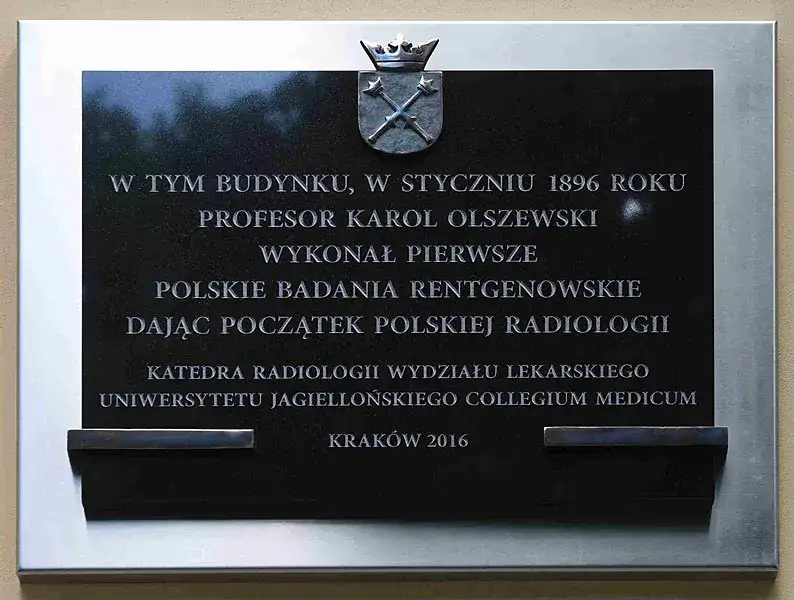 W TYM BUDYNKU, W STYCZNIU 1896 ROKU
PROFESOR KAROL OLSZEWSKI
WYKONAŁ PIERWSZE
POLSKIE BADANIA RENTGENOWSKIE
DAJĄC POCZĄTEK POLSKIEJ RADIOLOGII
KATEDRA RADIOLOGII WYDZIAŁU LEKARSKIEGO
UNIWERSYTETU JAGIELLOŃSKIEGO COLLEGIUM MEDICUM
KRAKÓW 2016